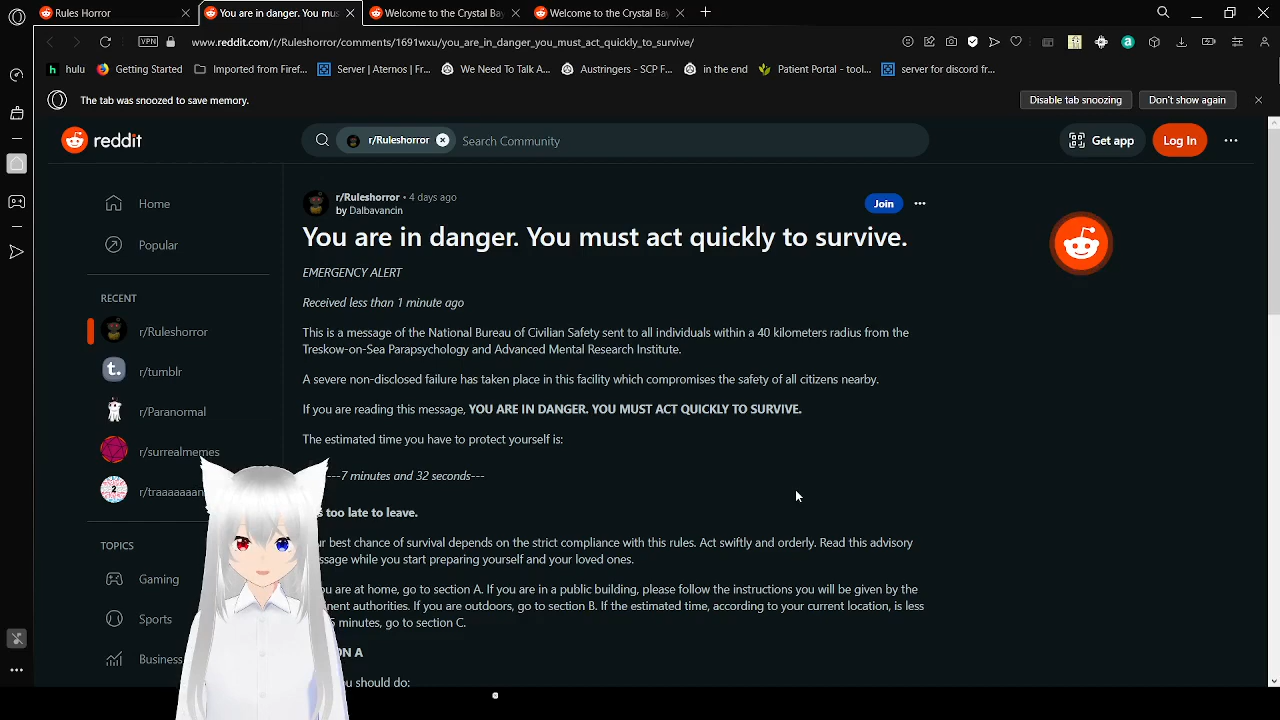 Rules Horror
You are in danger. You mus
Welcome to the Crystal Bay
Welcome to the Crystal Bay
VPN
www.reddit.com/r/Ruleshorror/comments/1691vdu/you_are_in_danger_you_must_act_quickly_to_survive/
hulu
Getting Started
Imported from Firef...
Server | Aternos | Fr...
We Need To Talk A...
Austringers - SCP F...
in the end
Patient Portal - tool...
server for discord fr...
The tab was snoozed to save memory.
Disable tab snoozing
Don't show again
reddit
r/Ruleshorror
Search Community
Get app
Log In
Home
Popular
RECENT
r/Ruleshorror
r/tumblr
r/Paranormal
r/surrealmemes
r/traaaaaaan
TOPICS
Gaming
Sports
Business
r/Ruleshorror • 4 days ago
by Dalbavancin
Join
You are in danger. You must act quickly to survive.
EMERGENCY ALERT
Received less than 1 minute ago
This is a message of the National Bureau of Civilian Safety sent to all individuals within a 40 kilometers radius from the
Treskow-on-Sea Parapsychology and Advanced Mental Research Institute.
A severe non-disclosed failure has taken place in this facility which compromises the safety of all citizens nearby.
If you are reading this message, YOU ARE IN DANGER. YOU MUST ACT QUICKLY TO SURVIVE.
The estimated time you have to protect yourself is:
---7 minutes and 32 seconds---
too late to leave.
best chance of survival depends on the strict compliance with this rules. Act swiftly and orderly. Read this advisory
while you start preparing yourself and your loved ones.
are at home, go to section A. If you are in a public building, please follow the instructions you will be given by the
authorities. If you are outdoors, go to section B. If the estimated time, according to your current location, is less
minutes, go to section C.
A
should do: